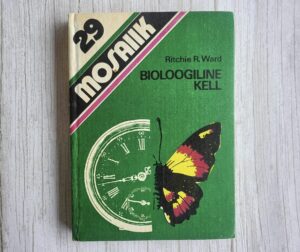 29
MOSAIIK
Ritchie R. Ward
BIOLOOGILINE
KELL